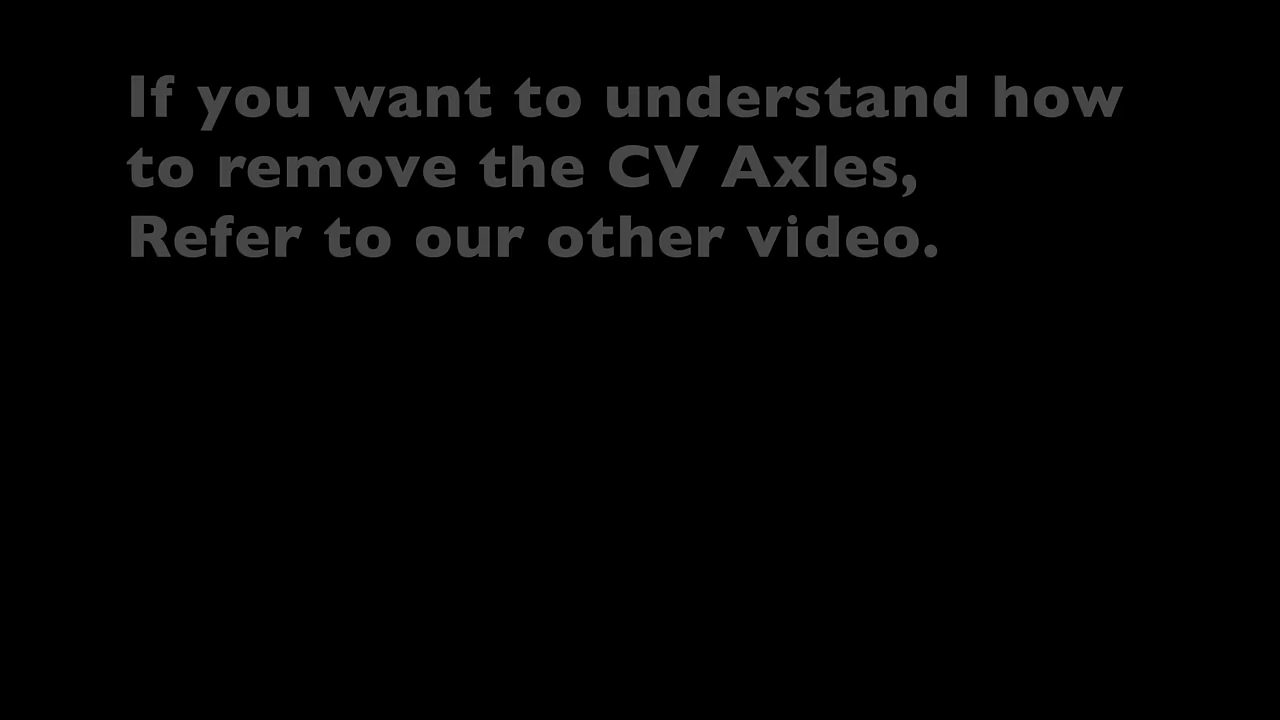 If you want to understand how
to remove the CV Axles,
Refer to our other video.